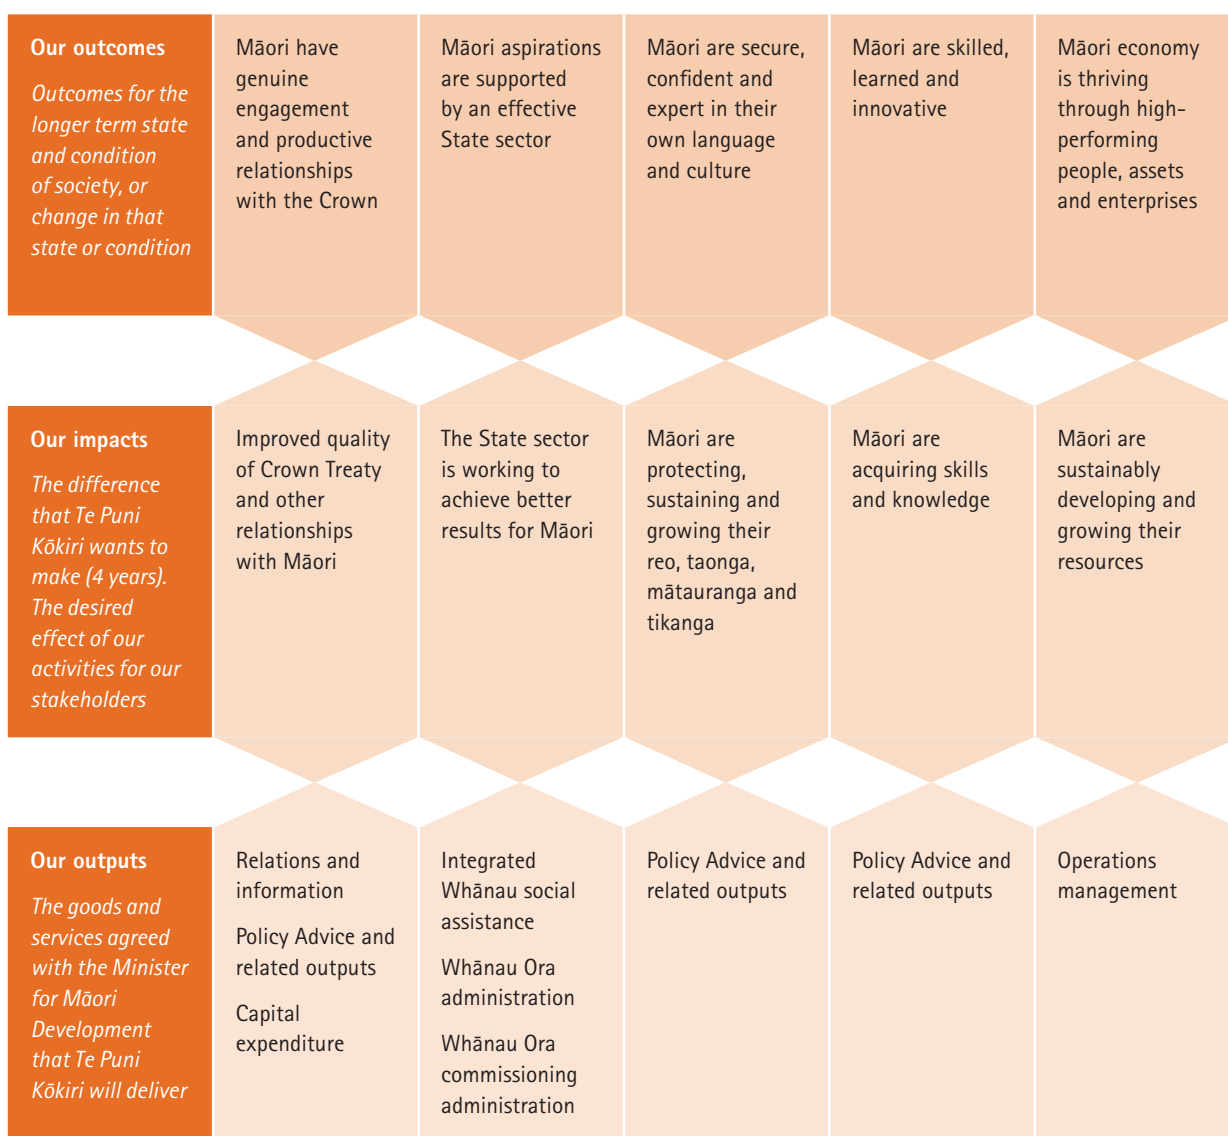 Our outcomes
Outcomes for the
longer term state
and condition
of society, or
change in that
state or condition
Māori have
genuine
engagement
and productive
relationships
with the Crown
Māori aspirations
are supported
by an effective
State sector
Māori are secure,
confident and
expert in their
own language
and culture
Māori are skilled,
learned and
innovative
Māori economy
is thriving
through high-
performing
people, assets
and enterprises
Our impacts
The difference
that Te Puni
Kōkiri wants to
make (4 years).
The desired
effect of our
activities for our
stakeholders
Improved quality
of Crown Treaty
and other
relationships
with Māori
The State sector
is working to
achieve better
results for Māori
Māori are
protecting,
sustaining and
growing their
reo, taonga,
mātauranga and
tikanga
Māori are
acquiring skills
and knowledge
Māori are
sustainably
developing and
growing their
resources
Our outputs
The goods and
services agreed
with the Minister
for Māori
Development
that Te Puni
Kōkiri will deliver
Relations and
information
Policy Advice and
related outputs
Capital
expenditure
Integrated
Whānau social
assistance
Whānau Ora
administration
Whānau Ora
commissioning
administration
Policy Advice and
related outputs
Policy Advice and
related outputs
Operations
management